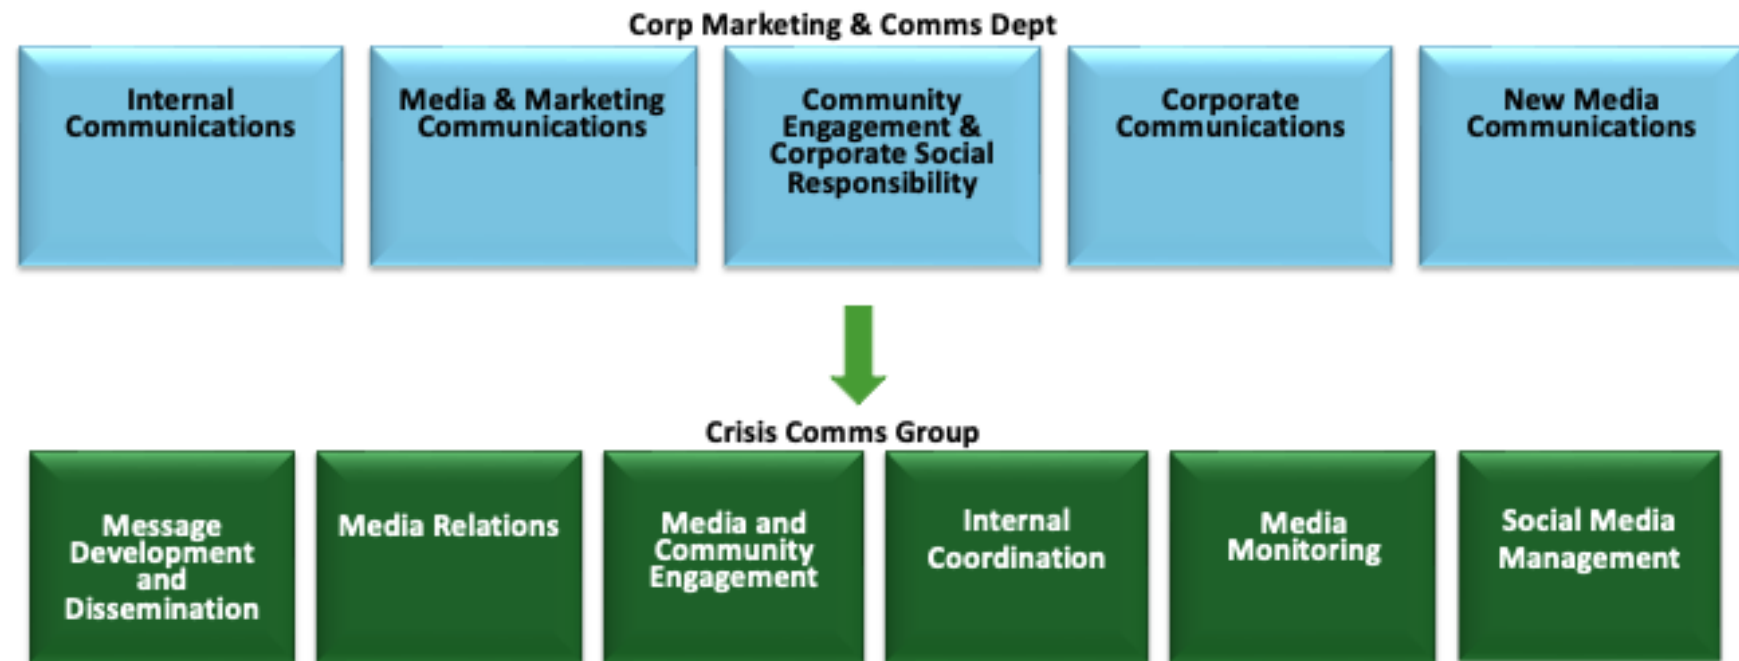 Corp Marketing & Comms Dept
Internal
Communications
Media & Marketing
Communications
Community
Engagement &
Corporate Social
Responsibility
Corporate
Communications
New Media
Communications
Crisis Comms Group
Message
Development
and
Dissemination
Media Relations
Media and
Community
Engagement
Internal
Coordination
Media
Monitoring
Social Media
Management